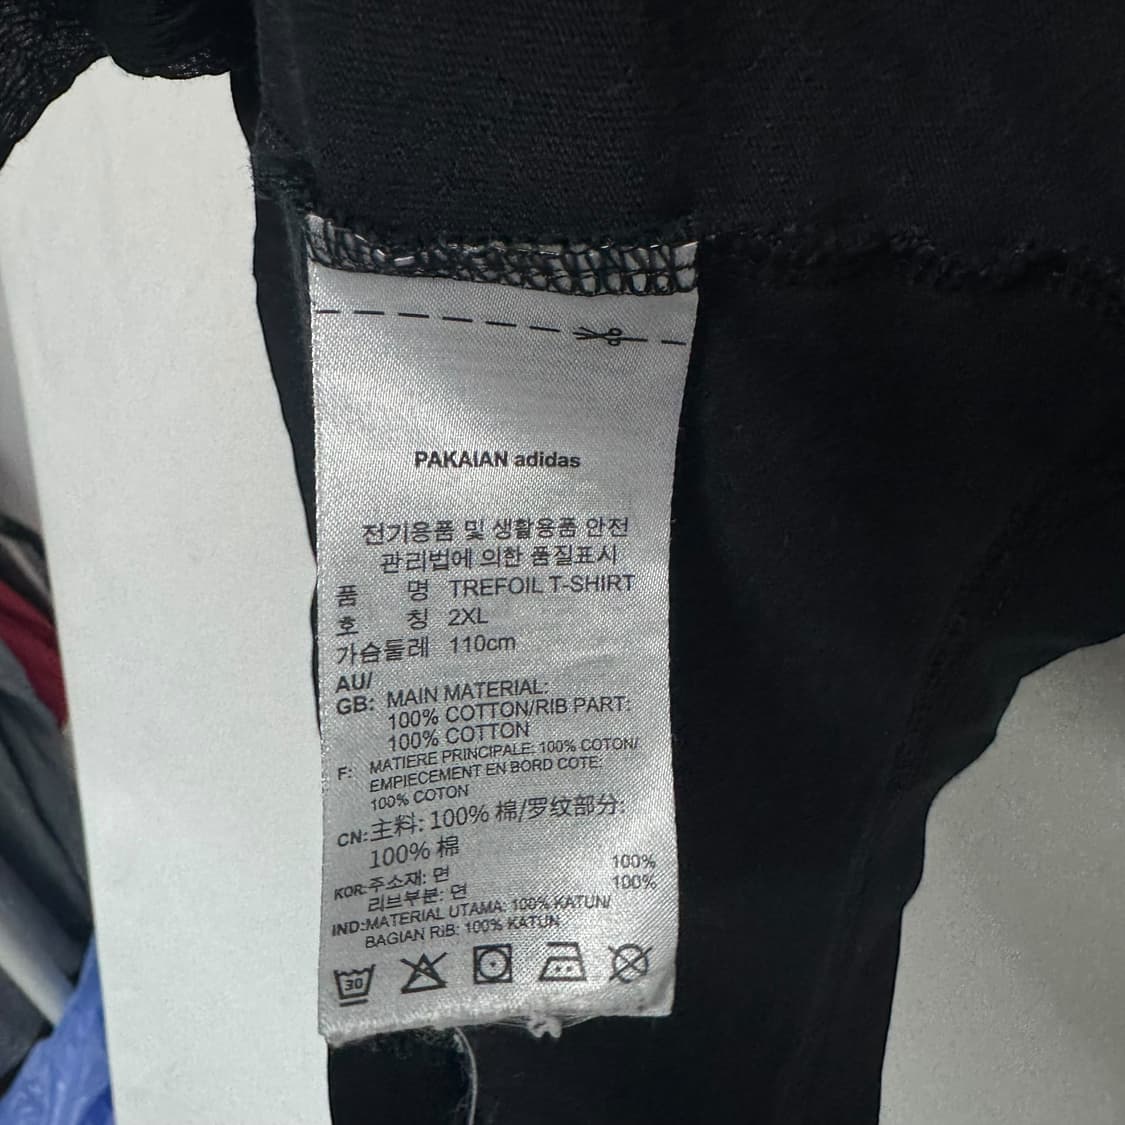 PAKAIAN adidas
전기용품 및 생활용품 안전
관리법에 의한 품질표시
품 명 TREFOIL T-SHIRT
호 칭 2XL
가슴둘레 110cm
AU/
GB: MAIN MATERIAL:
100% COTTON/RIB PART:
100% COTTON
F: MATIERE PRINCIPALE: 100% COTON/
EMPIECEMENT EN BORD COTE:
100% COTON
CN: 主料: 100% 棉/罗纹部分:
100% 棉
KOR: 주소재: 면 100%
리브부분: 면 100%
IND: MATERIAL UTAMA: 100% KATUN/
BAGIAN RIB: 100% KATUN
30